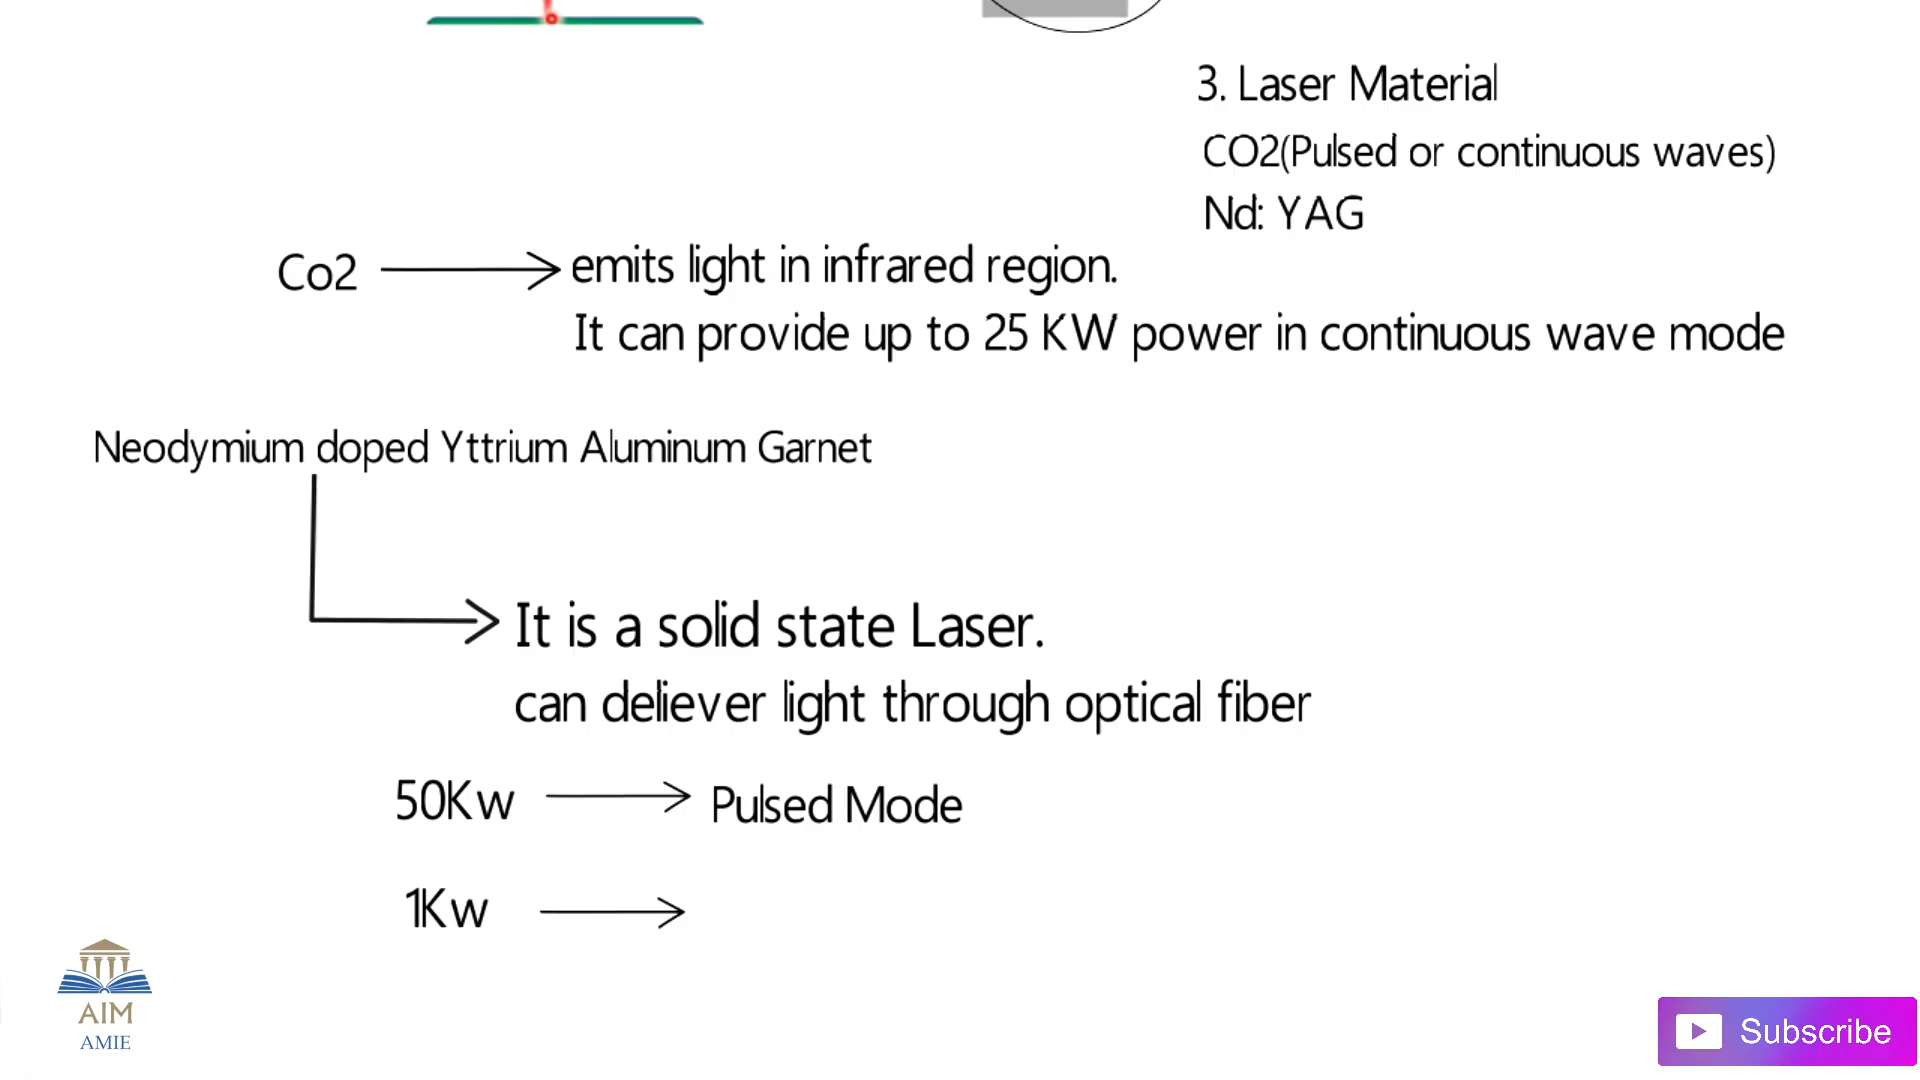 3. Laser Material
CO2(Pulsed or continuous waves)
Nd: YAG
Co2 emits light in infrared region.
It can provide up to 25 KW power in continuous wave mode
Neodymium doped Yttrium Aluminum Garnet
It is a solid state Laser.
can deliever light through optical fiber
50Kw Pulsed Mode
1Kw
AIM
AMIE
Subscribe